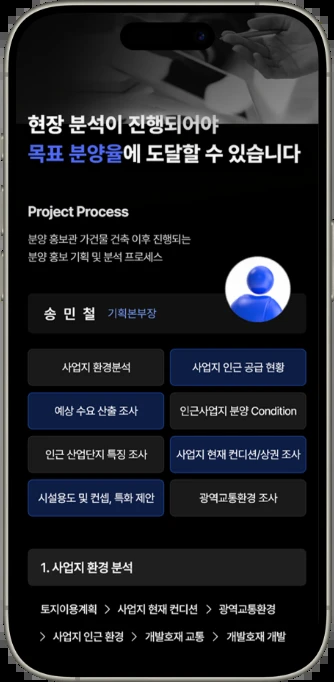 현장 분석이 진행되어야
목표 분양율에 도달할 수 있습니다
Project Process
분양 홍보관 가건물 건축 이후 진행되는
분양 홍보 기획 및 분석 프로세스
송 민 철 기획본부장
사업지 환경분석
사업지 인근 공급 현황
예상 수요 산출 조사
인근사업지 분양 Condition
인근 산업단지 특징 조사
사업지 현재 컨디션/상권 조사
시설용도 및 컨셉, 특화 제안
광역교통환경 조사
1. 사업지 환경 분석
토지이용계획 > 사업지 현재 컨디션 > 광역교통환경
> 사업지 인근 환경 > 개발호재 교통 > 개발호재 개발